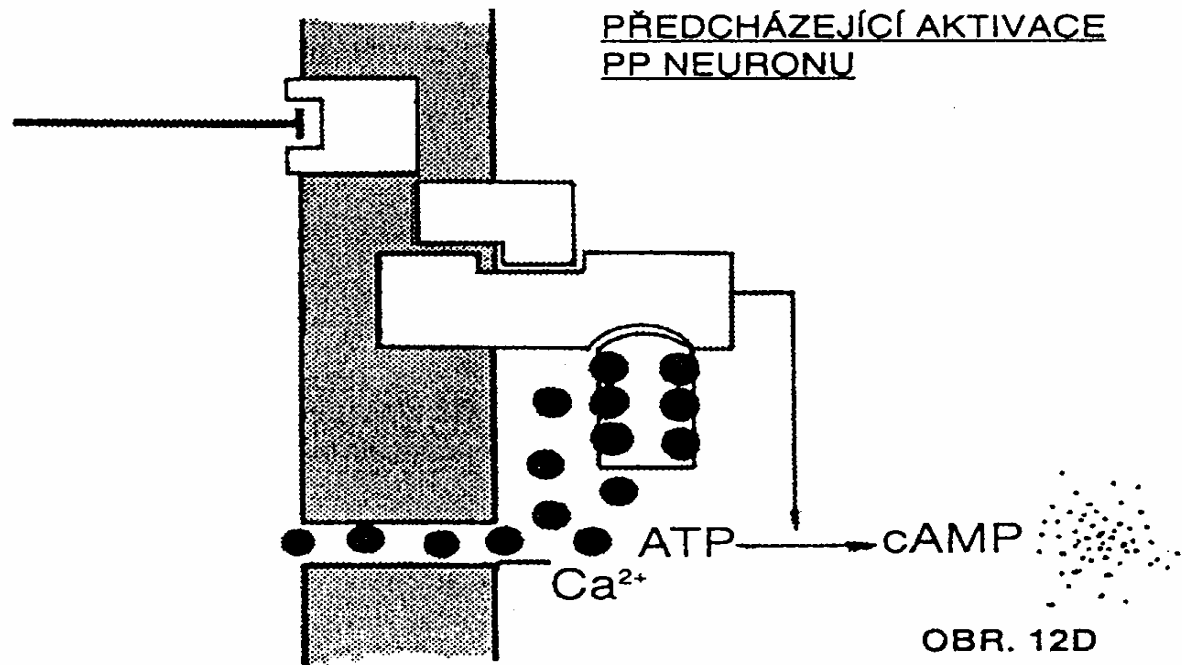 PŘEDCHÁZEJÍCÍ AKTIVACE
PP NEURONU
ATP cAMP
Ca²⁺
OBR. 12D